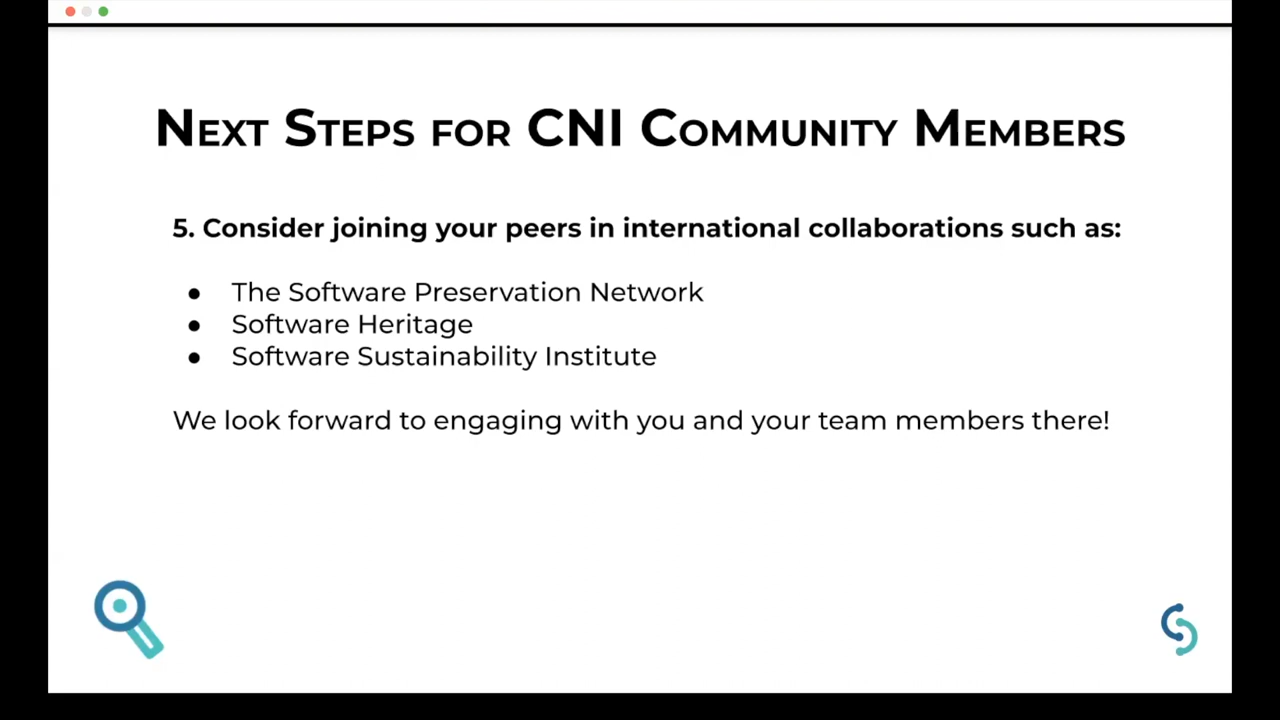 Next Steps for CNI Community Members
5. Consider joining your peers in international collaborations such as:
● The Software Preservation Network
● Software Heritage
● Software Sustainability Institute
We look forward to engaging with you and your team members there!